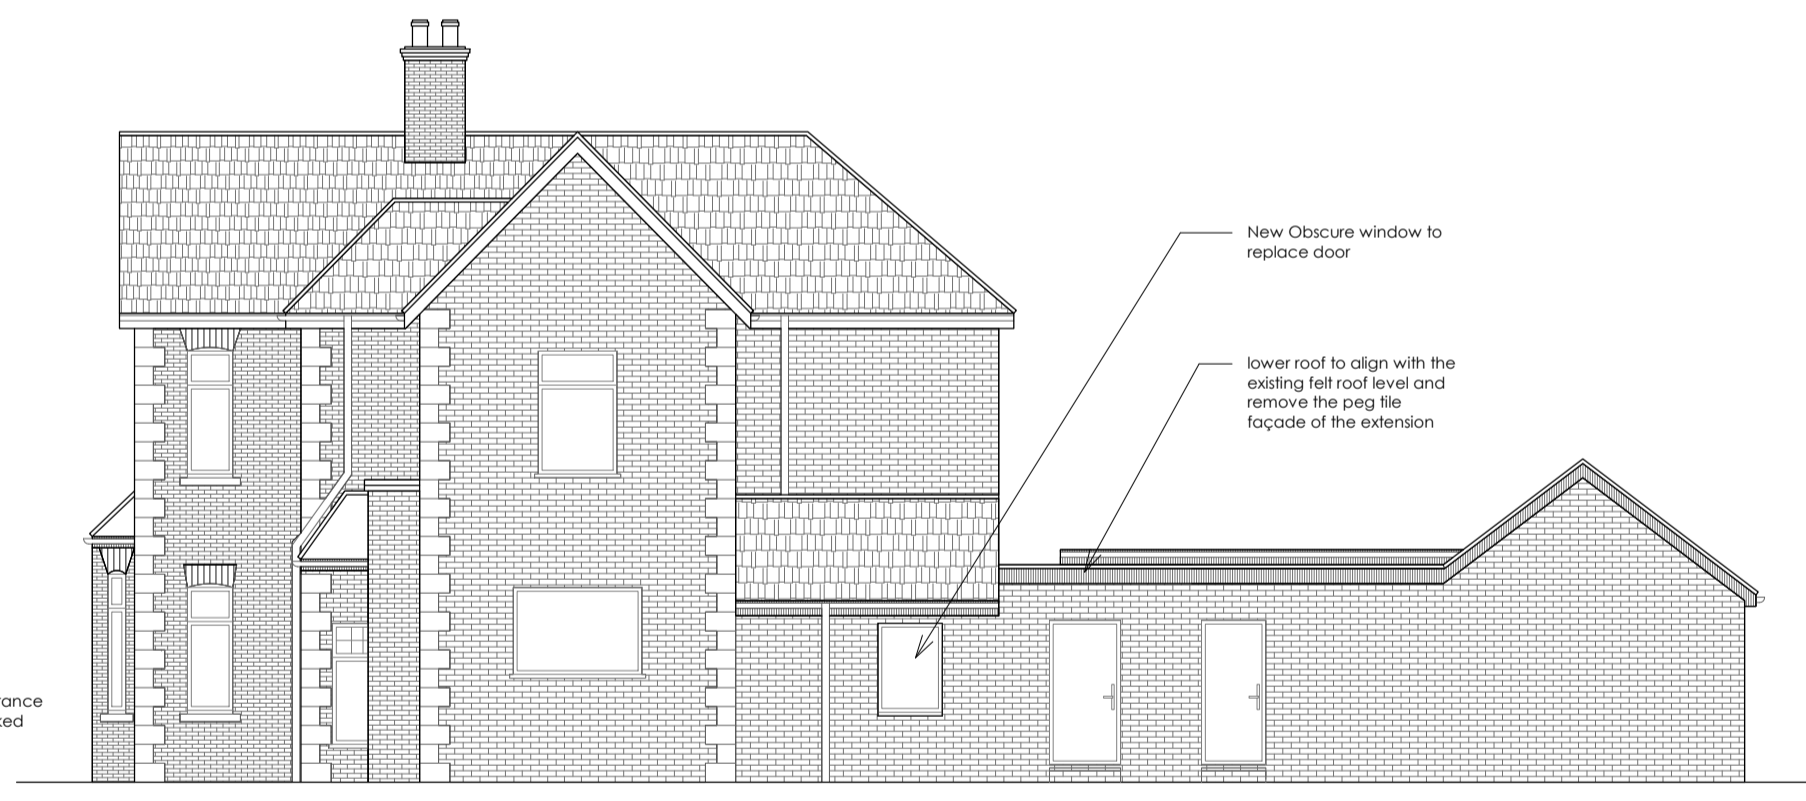 New Obscure window to
replace door
lower roof to align with the
existing felt roof level and
remove the peg tile
façade of the extension